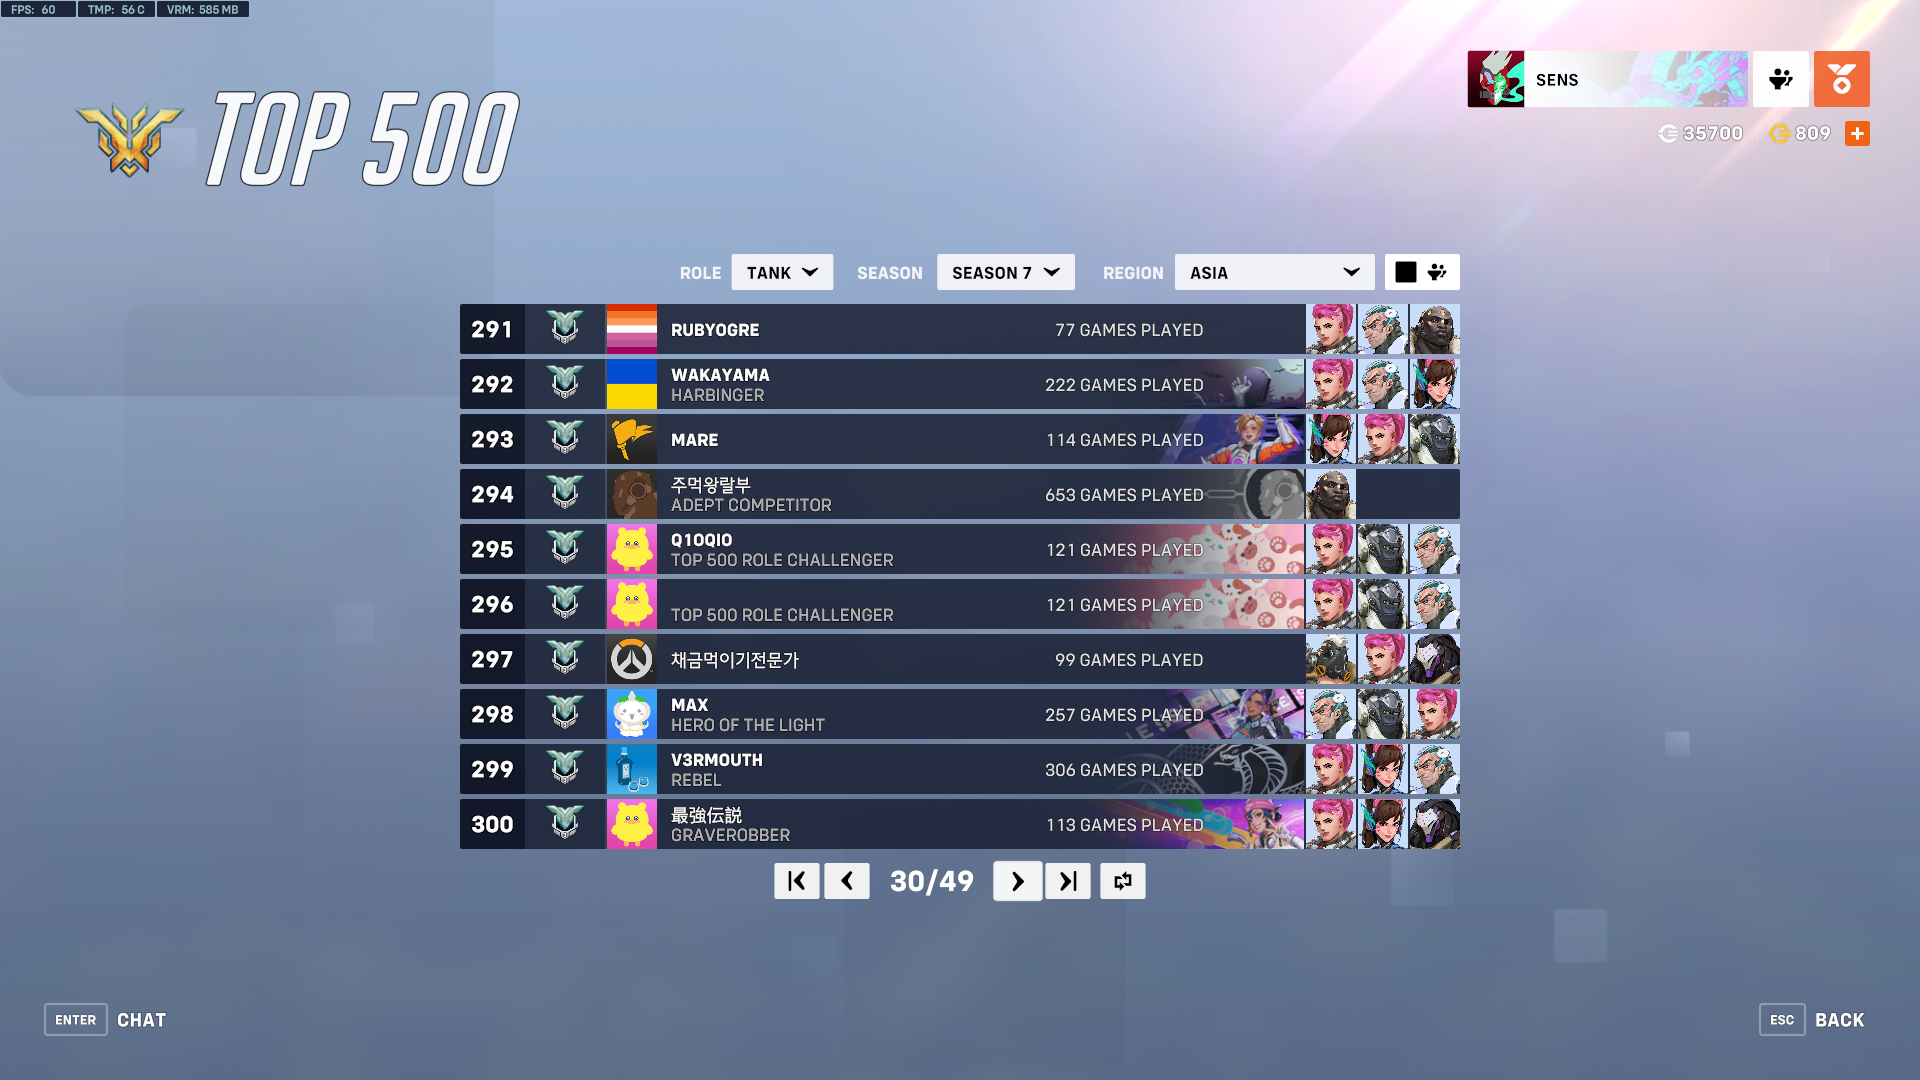 FPS: 60 TMP: 56 C VRM: 585 MB
TOP 500
SENS
35700 809
ROLE TANK SEASON SEASON 7 REGION ASIA
291 RUBYOGRE 77 GAMES PLAYED
292 WAKAYAMA 222 GAMES PLAYED
HARBINGER
293 MARE 114 GAMES PLAYED
294 주먹왕랄부 653 GAMES PLAYED
ADEPT COMPETITOR
295 Q10QIO 121 GAMES PLAYED
TOP 500 ROLE CHALLENGER
296 121 GAMES PLAYED
TOP 500 ROLE CHALLENGER
297 채금먹이기전문가 99 GAMES PLAYED
298 MAX 257 GAMES PLAYED
HERO OF THE LIGHT
299 V3RMOUTH 306 GAMES PLAYED
REBEL
300 最強伝説 113 GAMES PLAYED
GRAVEROBBER
30/49
ENTER CHAT
ESC BACK